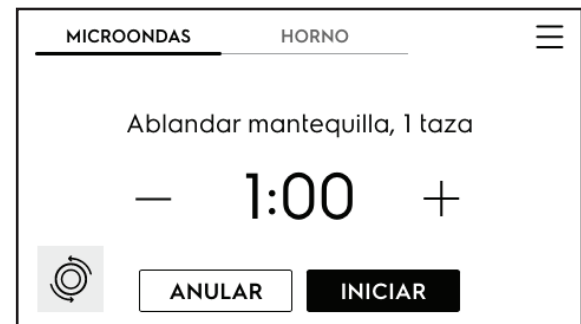 MICROONDAS HORNO
Ablandar mantequilla, 1 taza
— 1:00 +
ANULAR INICIAR